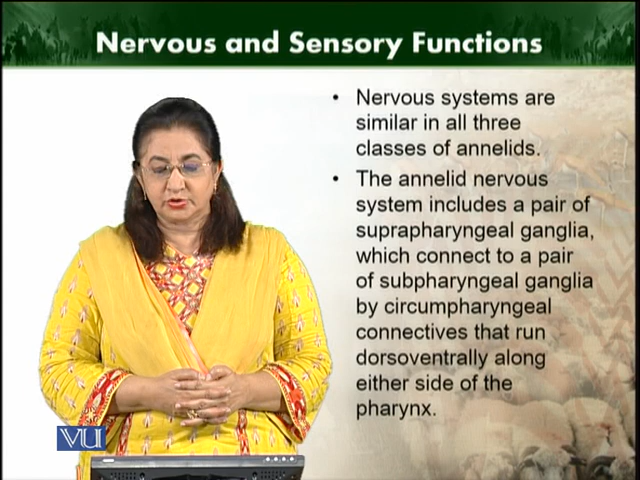 Nervous and Sensory Functions
• Nervous systems are
similar in all three
classes of annelids.
• The annelid nervous
system includes a pair of
suprapharyngeal ganglia,
which connect to a pair
of subpharyngeal ganglia
by circumpharyngeal
connectives that run
dorsoventrally along
either side of the
pharynx.
VU